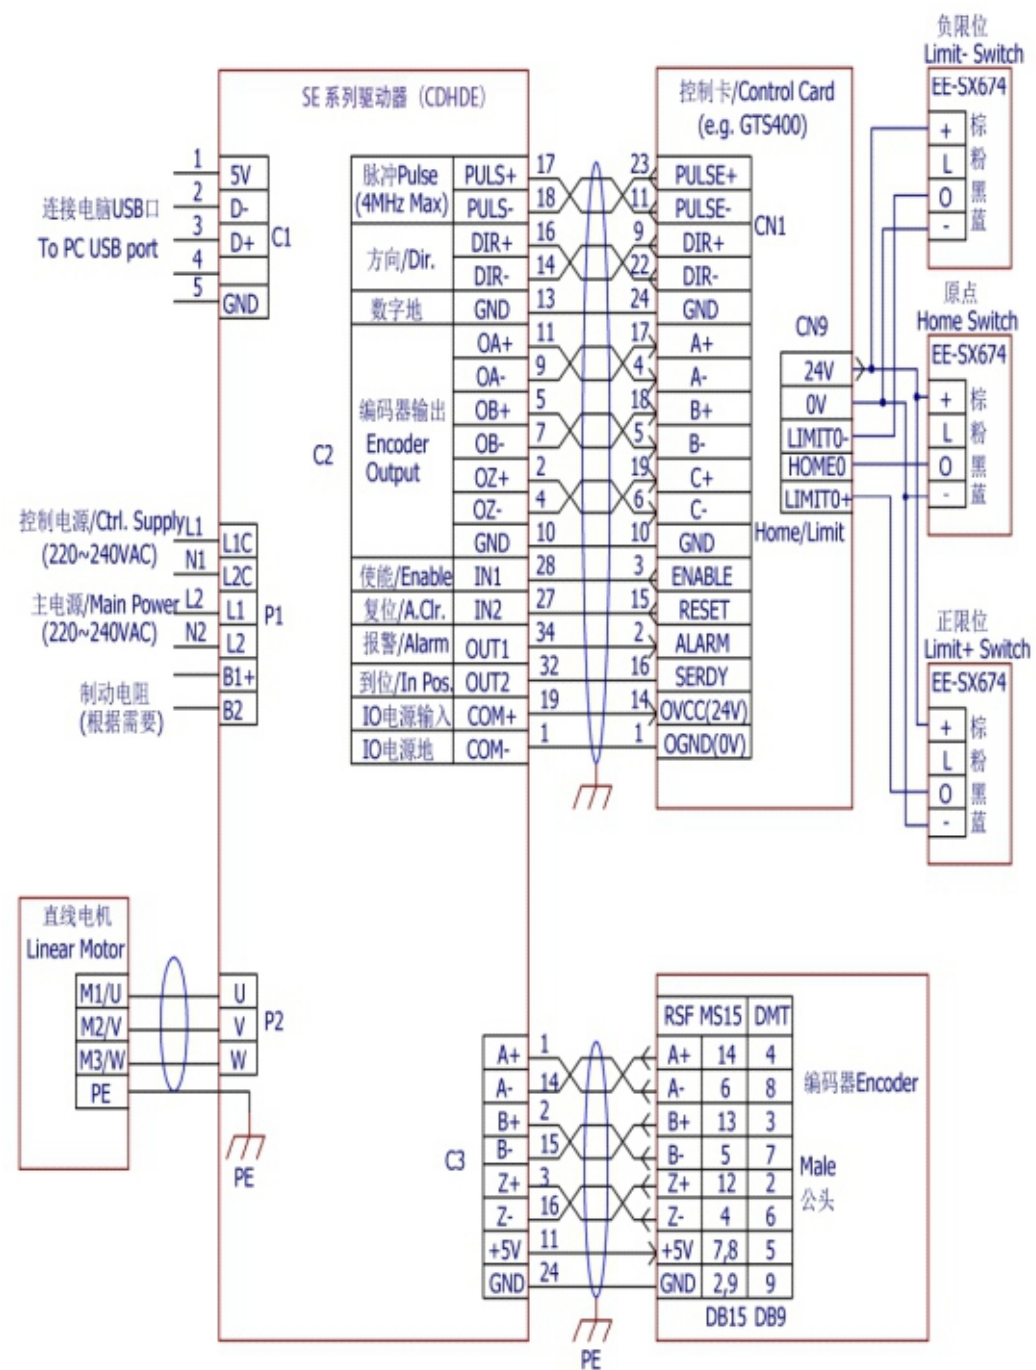 负限位
Limit- Switch
EE-SX674
+ 棕
L 粉
O 黑
- 蓝
SE 系列驱动器（CDHDE）
控制卡/Control Card
(e.g. GTS400)
连接电脑USB口
To PC USB port
1 5V
2 D-
3 D+
4
5 GND
C1
脉冲Pulse
(4MHz Max)
PULS+ 17 23 PULSE+
PULS- 18 11 PULSE-
CN1
方向/Dir.
DIR+ 16 9 DIR+
DIR- 14 22 DIR-
数字地 GND 13 24 GND
C2
编码器输出
Encoder
Output
OA+ 11 17 A+
OA- 9 4 A-
OB+ 5 18 B+
OB- 7 5 B-
OZ+ 2 19 C+
OZ- 4 6 C-
GND 10 10 GND
使能/Enable IN1 28 3 ENABLE
复位/A.Clr. IN2 27 15 RESET
报警/Alarm OUT1 34 2 ALARM
到位/In Pos. OUT2 32 16 SERDY
IO电源输入 COM+ 19 14 OVCC(24V)
IO电源地 COM- 1 1 OGND(0V)
CN9
24V
0V
LIMIT0-
HOME0
LIMIT0+
Home/Limit
原点
Home Switch
EE-SX674
+ 棕
L 粉
O 黑
- 蓝
正限位
Limit+ Switch
EE-SX674
+ 棕
L 粉
O 黑
- 蓝
控制电源/Ctrl. Supply
(220~240VAC)
L1 L1C
N1 L2C
主电源/Main Power
(220~240VAC)
L2 L1
N2 L2
P1
制动电阻
(根据需要)
B1+
B2
直线电机
Linear Motor
M1/U U
M2/V V
M3/W W
PE
P2
PE
C3
A+ 1
A- 14
B+ 2
B- 15
Z+ 3
Z- 16
+5V 11
GND 24
PE
RSF MS15 DMT
A+ 14 4
A- 6 8
B+ 13 3
B- 5 7
Z+ 12 2
Z- 4 6
+5V 7,8 5
GND 2,9 9
DB15 DB9
编码器Encoder
Male
公头